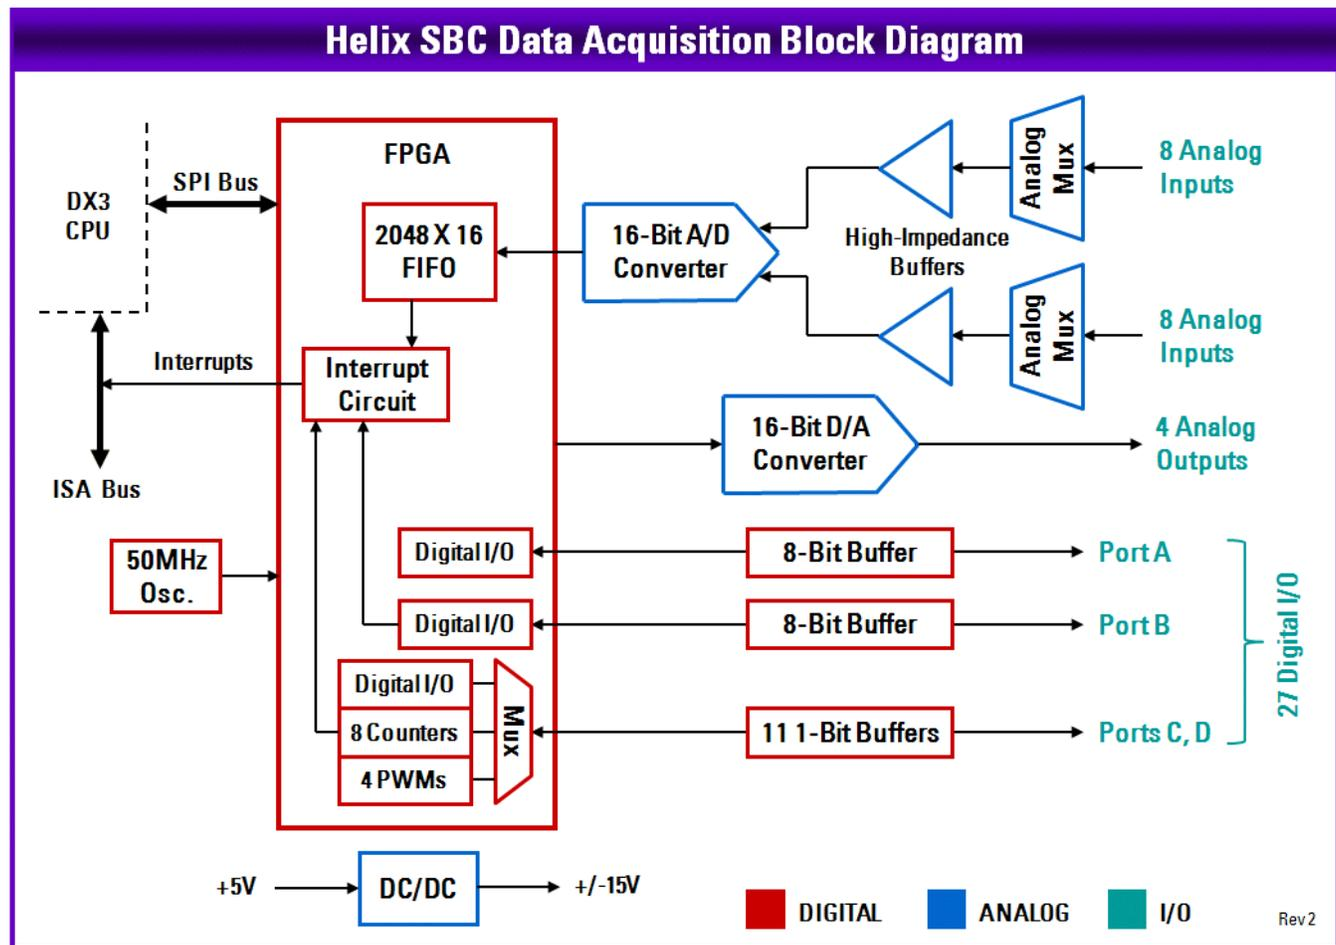 Helix SBC Data Acquisition Block Diagram
FPGA
DX3
CPU
SPI Bus
2048 X 16
FIFO
16-Bit A/D
Converter
High-Impedance
Buffers
Analog
Mux
8 Analog
Inputs
Analog
Mux
8 Analog
Inputs
Interrupts
Interrupt
Circuit
ISA Bus
16-Bit D/A
Converter
4 Analog
Outputs
50MHz
Osc.
Digital I/O
8-Bit Buffer
Port A
Digital I/O
8-Bit Buffer
Port B
Digital I/O
8 Counters
4 PWMs
Mux
11 1-Bit Buffers
Ports C, D
27 Digital I/O
+5V
DC/DC
+/-15V
DIGITAL
ANALOG
I/O
Rev 2